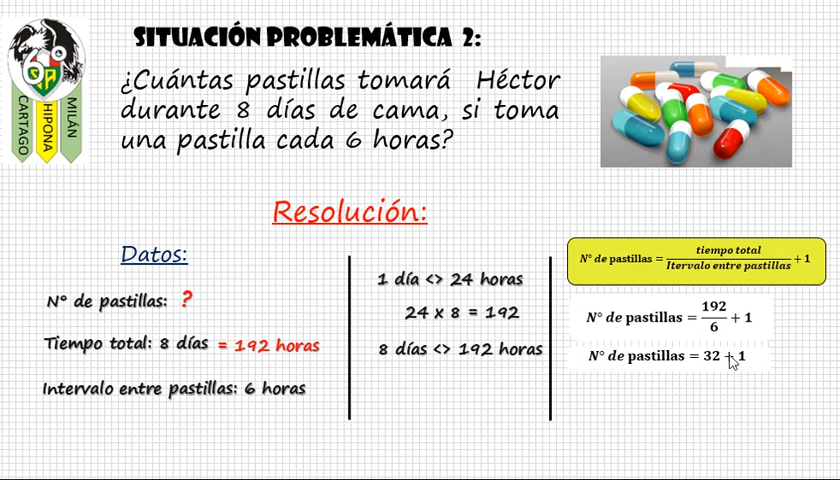 SITUACIÓN PROBLEMÁTICA 2:
6°
CARTAGO
HIPONA
MILÁN
¿Cuántas pastillas tomará Héctor
durante 8 días de cama, si toma
una pastilla cada 6 horas?
Resolución:
Datos:
N° de pastillas: ?
Tiempo total: 8 días = 192 horas
Intervalo entre pastillas: 6 horas
1 día <> 24 horas
24 x 8 = 192
8 días <> 192 horas
N° de pastillas = tiempo total / Itervalo entre pastillas + 1
N° de pastillas = 192 / 6 + 1
N° de pastillas = 32 + 1